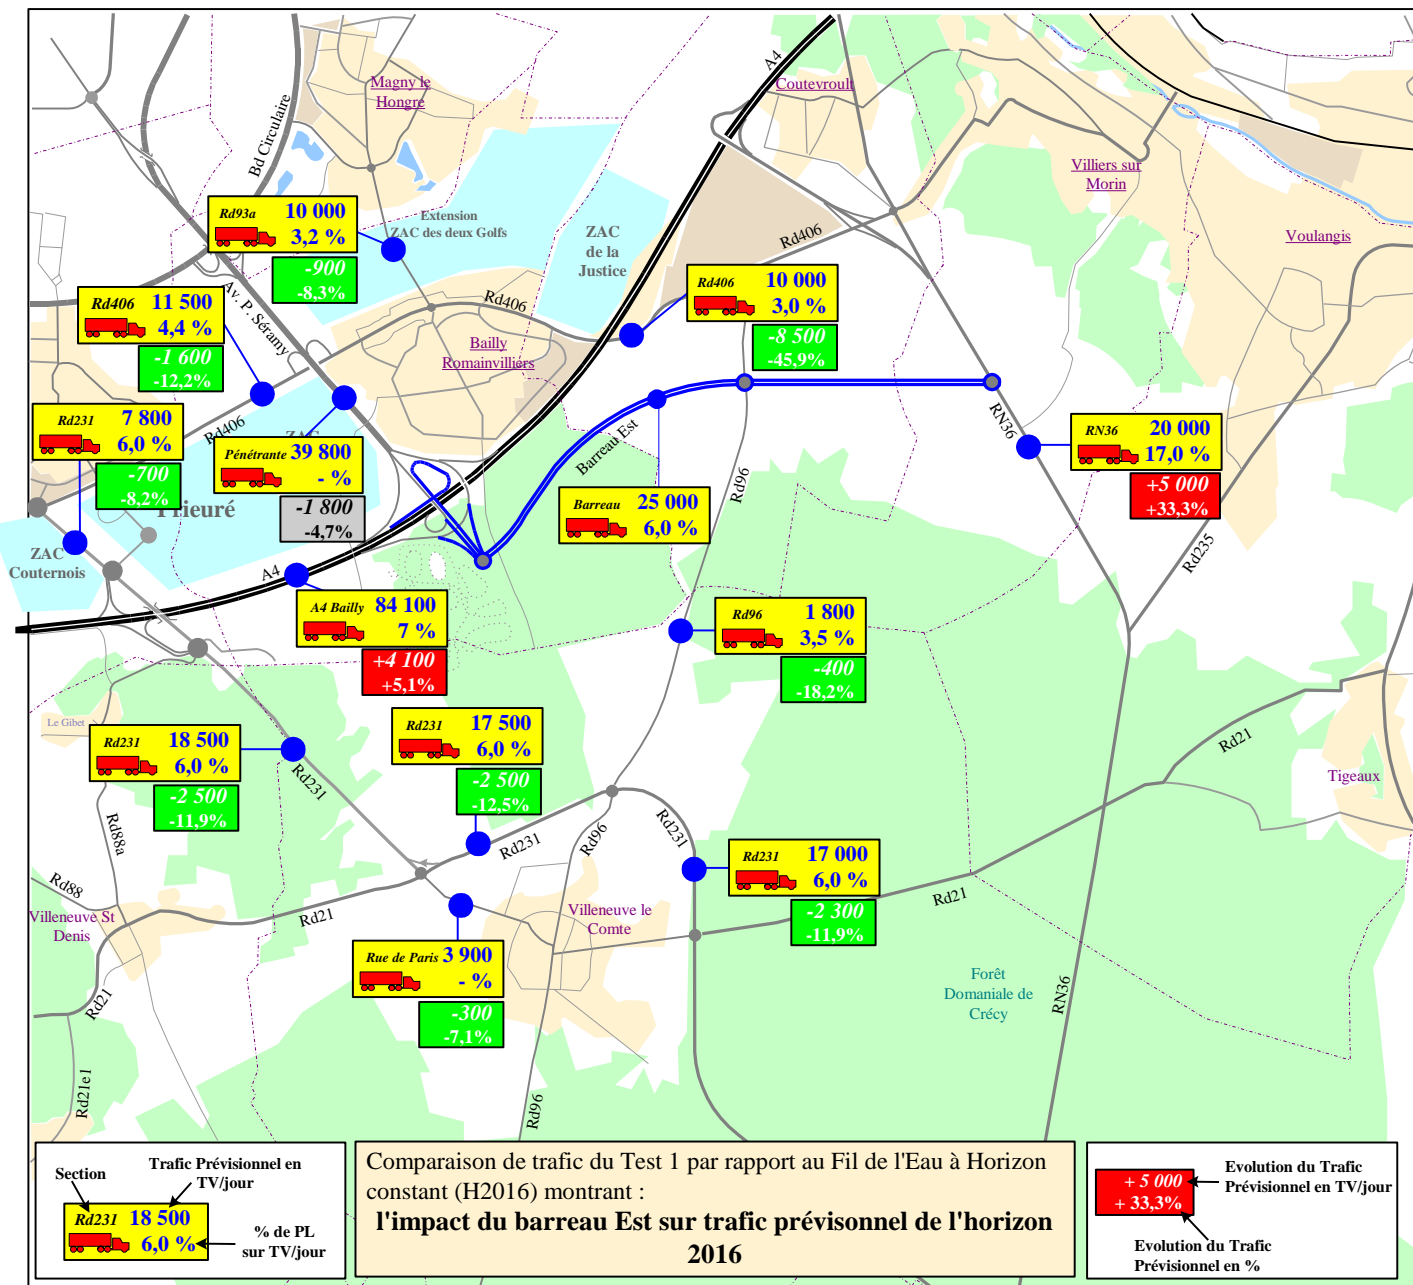 A4
Magny le
Hongre
Coutevroult
Bd Circulaire
Villiers sur
Morin
Rd93a 10 000
3,2 %
-900
-8,3%
Extension
ZAC des deux Golfs
ZAC
de la
Justice
Rd406
Voulangis
Rd406 11 500
4,4 %
-1 600
-12,2%
Av. P. Séramy
Rd406
Rd406 10 000
3,0 %
-8 500
-45,9%
Bailly
Romainvilliers
Rd231 7 800
6,0 %
-700
-8,2%
Rd406
ZAC
Prieuré
Pénétrante 39 800
- %
-1 800
-4,7%
Barreau Est
Rd96
RN36
RN36 20 000
17,0 %
+5 000
+33,3%
Barreau 25 000
6,0 %
Rd235
ZAC
Couternois
A4
A4 Bailly 84 100
7 %
+4 100
+5,1%
Rd96 1 800
3,5 %
-400
-18,2%
Le Gibet
Rd231 18 500
6,0 %
-2 500
-11,9%
Rd231
Rd231 17 500
6,0 %
-2 500
-12,5%
Rd21
Tigeaux
Rd88a
Rd231
Rd96
Rd231
Rd231 17 000
6,0 %
-2 300
-11,9%
Rd88
Villeneuve St
Denis
Rd21
Villeneuve le
Comte
Rd21
Rue de Paris 3 900
- %
-300
-7,1%
Rd21
Forêt
Domaniale de
Crécy
RN36
Rd21e1
Rd96
Section
Trafic Prévisionnel en
TV/jour
Rd231 18 500
6,0 %
% de PL
sur TV/jour
Comparaison de trafic du Test 1 par rapport au Fil de l'Eau à Horizon
constant (H2016) montrant :
l'impact du barreau Est sur trafic prévisonnel de l'horizon
2016
+ 5 000
+ 33,3%
Evolution du Trafic
Prévisionnel en TV/jour
Evolution du Trafic
Prévisionnel en %